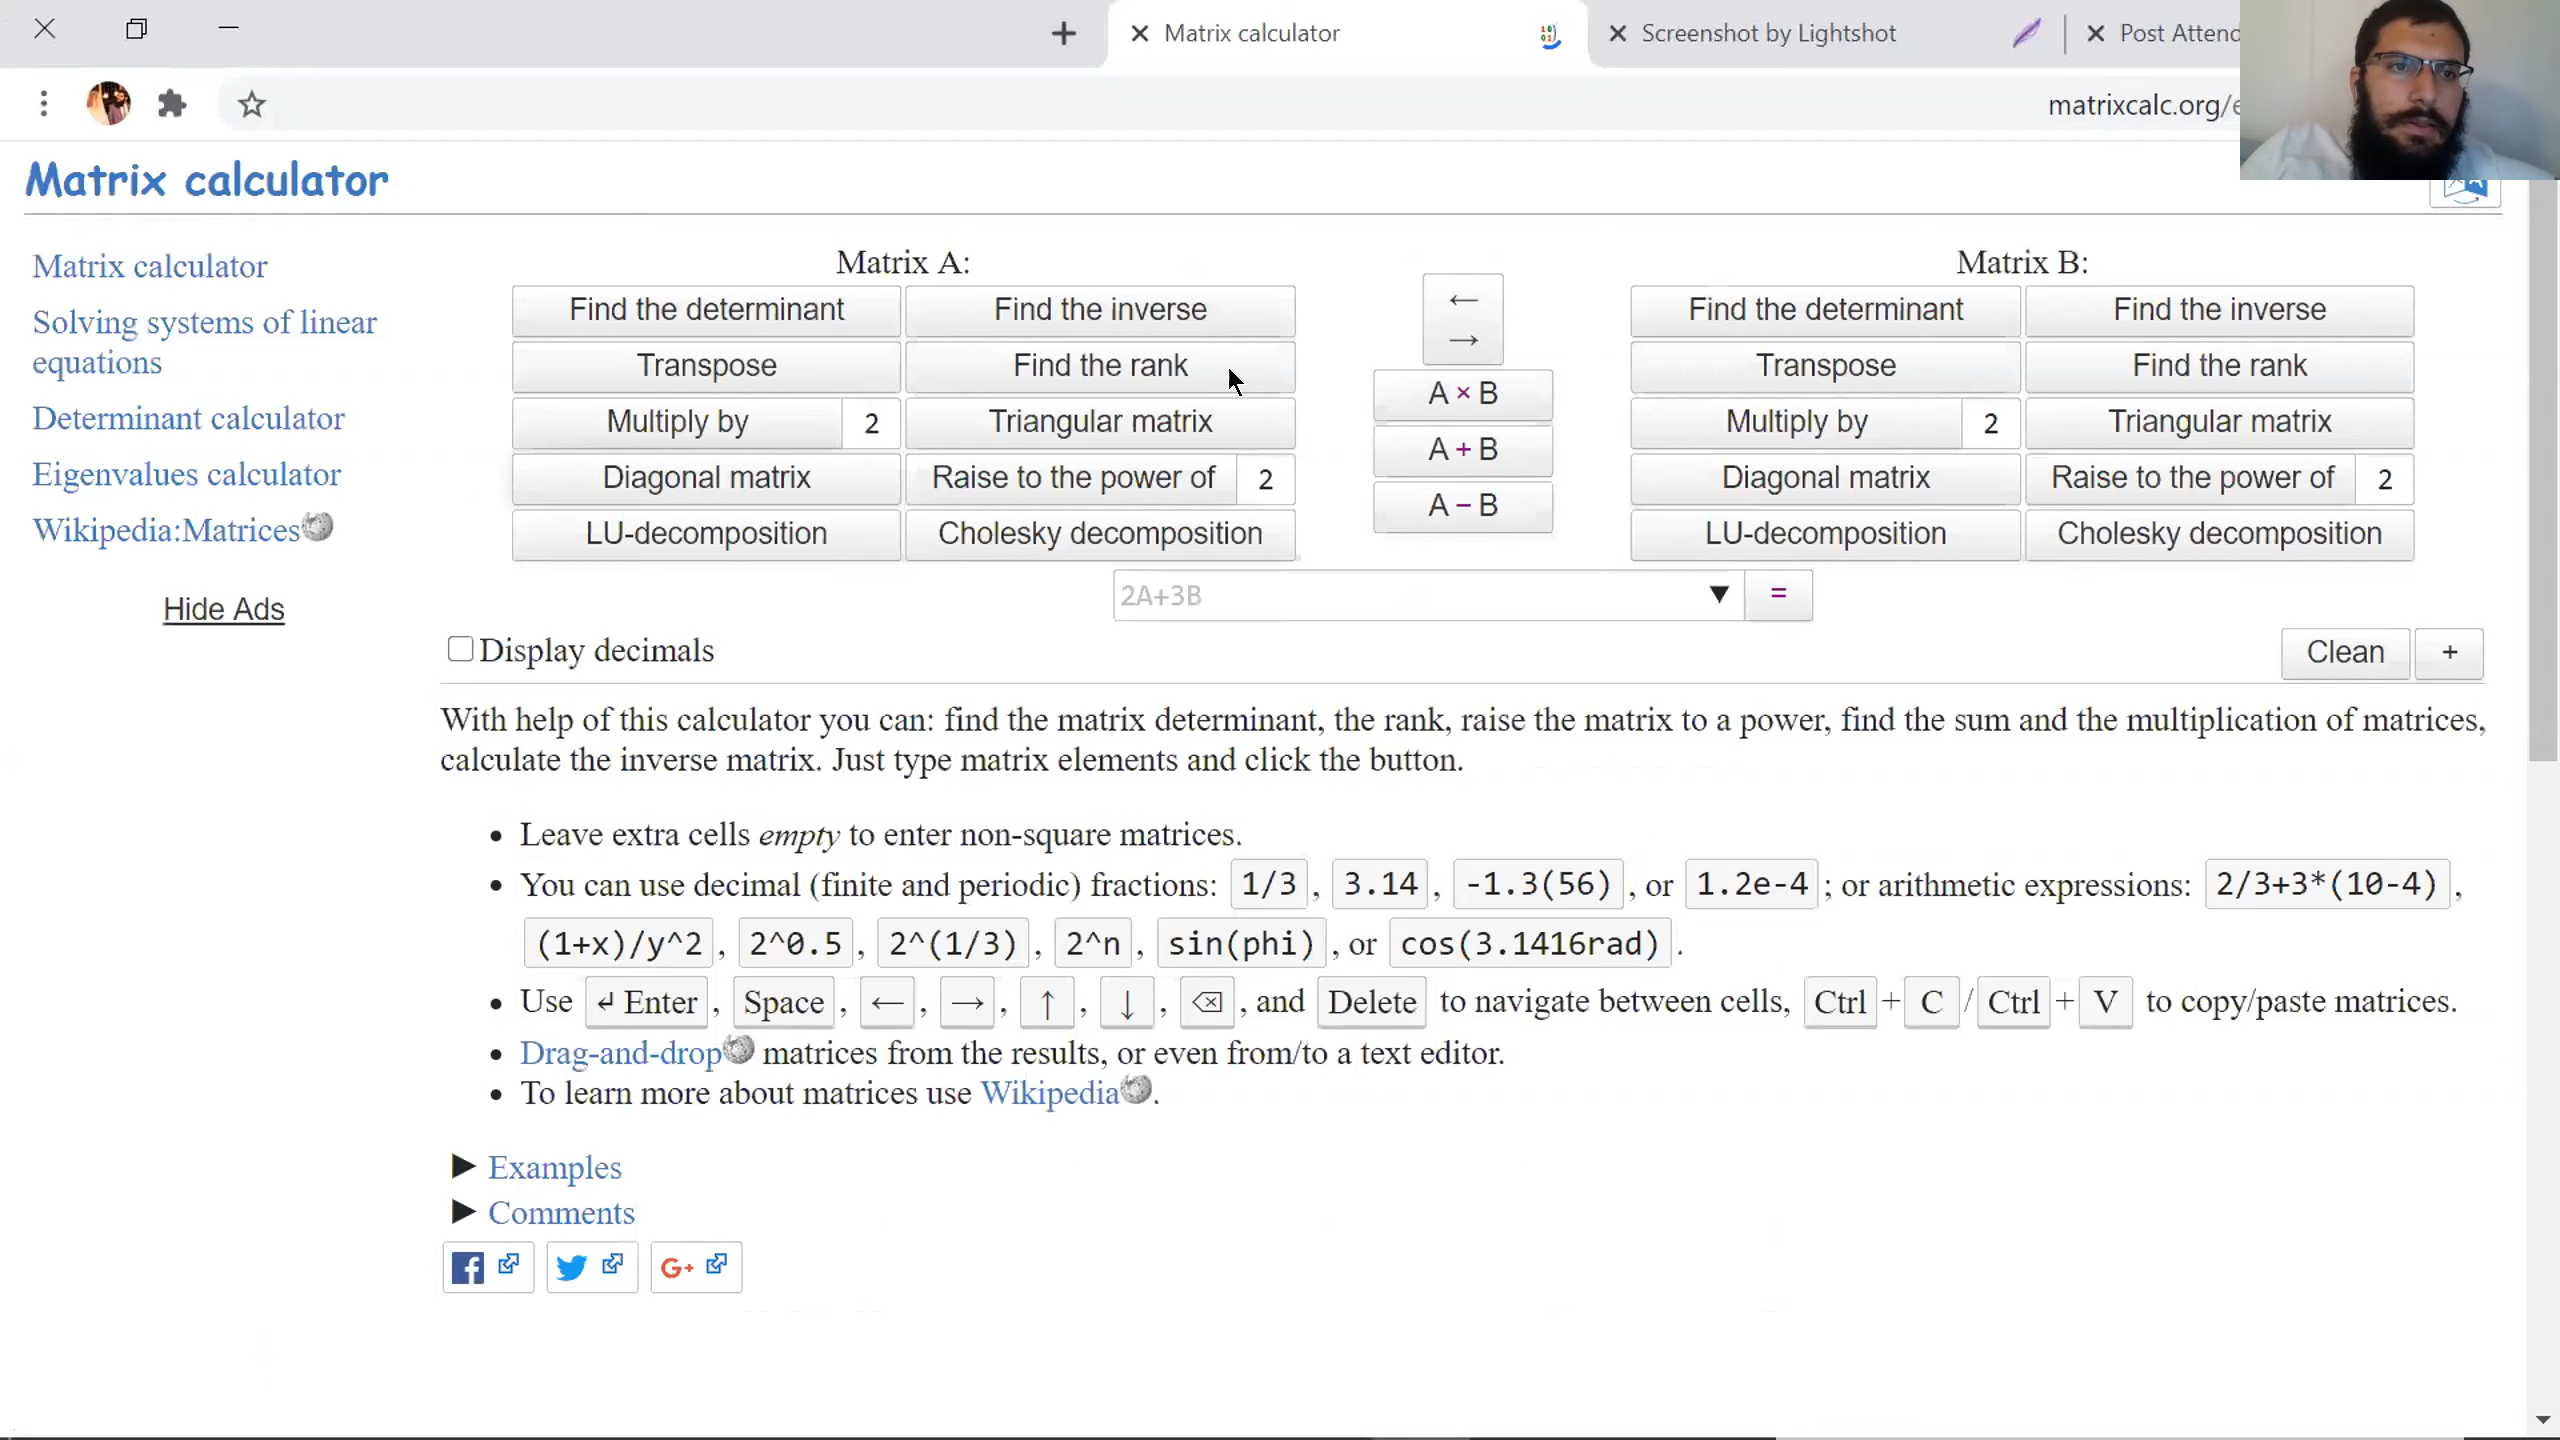 Matrix calculator
Screenshot by Lightshot
Post Attend
matrixcalc.org/e
Matrix calculator
Matrix calculator
Solving systems of linear
equations
Determinant calculator
Eigenvalues calculator
Wikipedia:Matrices
Hide Ads
Matrix A:
Find the determinant Find the inverse
Transpose Find the rank
Multiply by 2 Triangular matrix
Diagonal matrix Raise to the power of 2
LU-decomposition Cholesky decomposition
←
→
A × B
A + B
A − B
Matrix B:
Find the determinant Find the inverse
Transpose Find the rank
Multiply by 2 Triangular matrix
Diagonal matrix Raise to the power of 2
LU-decomposition Cholesky decomposition
2A+3B ▼ =
Display decimals
Clean +
With help of this calculator you can: find the matrix determinant, the rank, raise the matrix to a power, find the sum and the multiplication of matrices,
calculate the inverse matrix. Just type matrix elements and click the button.
• Leave extra cells empty to enter non-square matrices.
• You can use decimal (finite and periodic) fractions: 1/3 , 3.14 , -1.3(56) , or 1.2e-4 ; or arithmetic expressions: 2/3+3*(10-4) ,
(1+x)/y^2 , 2^0.5 , 2^(1/3) , 2^n , sin(phi) , or cos(3.1416rad) .
• Use ↵ Enter , Space , ← , → , ↑ , ↓ , ⌫ , and Delete to navigate between cells, Ctrl + C / Ctrl + V to copy/paste matrices.
• Drag-and-drop matrices from the results, or even from/to a text editor.
• To learn more about matrices use Wikipedia .
► Examples
► Comments
G+